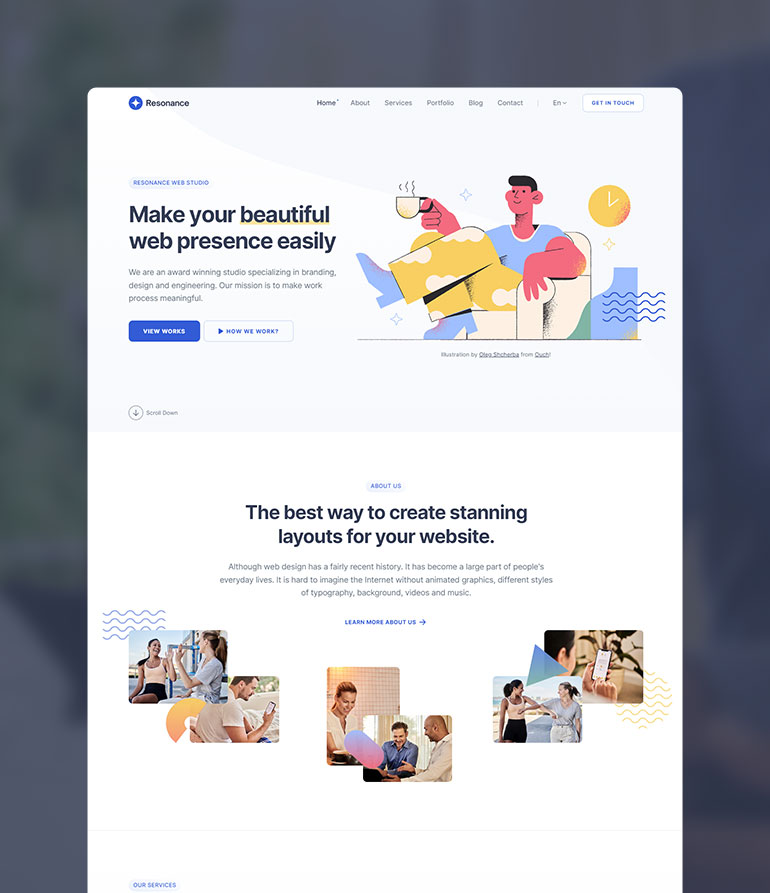 Resonance
Home
About
Services
Portfolio
Blog
Contact
En
GET IN TOUCH
RESONANCE WEB STUDIO
Make your beautiful
web presence easily
We are an award winning studio specializing in branding,
design and engineering. Our mission is to make work
process meaningful.
VIEW WORKS
HOW WE WORK?
Illustration by Oleg Shcherba from Ouch!
Scroll Down
ABOUT US
The best way to create stanning
layouts for your website.
Although web design has a fairly recent history. It has become a large part of people's
everyday lives. It is hard to imagine the Internet without animated graphics, different styles
of typography, background, videos and music.
LEARN MORE ABOUT US
OUR SERVICES